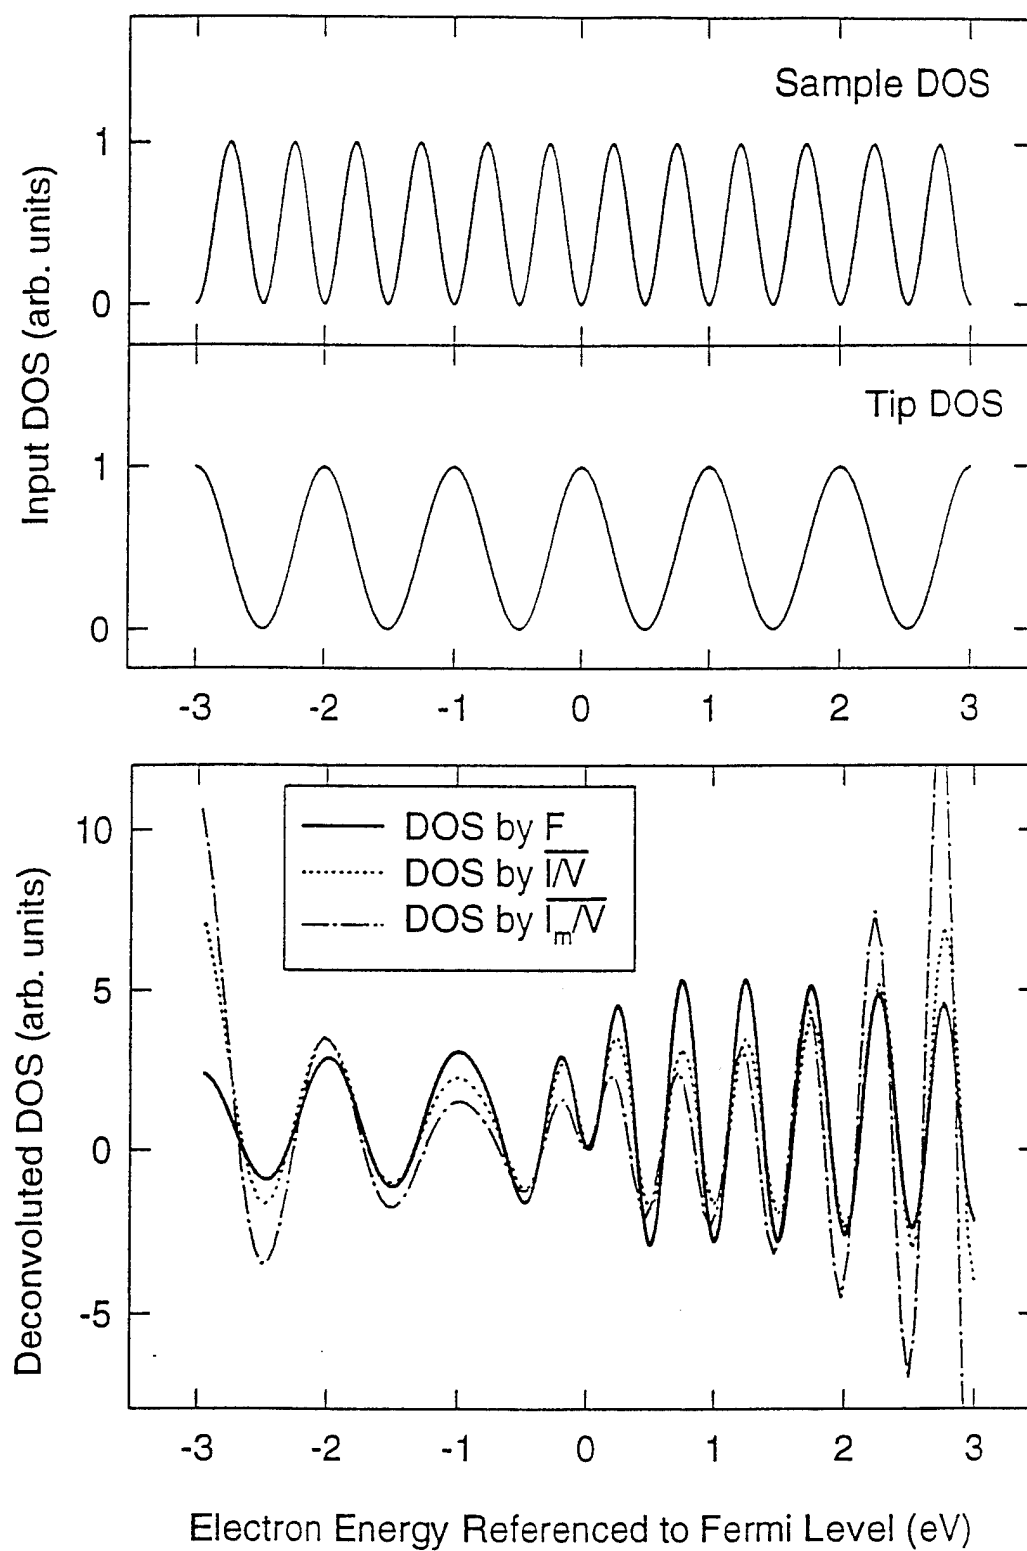 Sample DOS
1
0
Input DOS (arb. units)
Tip DOS
1
0
-3 -2 -1 0 1 2 3
DOS by F
DOS by I/V
DOS by Im/V
10
5
0
-5
Deconvoluted DOS (arb. units)
-3 -2 -1 0 1 2 3
Electron Energy Referenced to Fermi Level (eV)